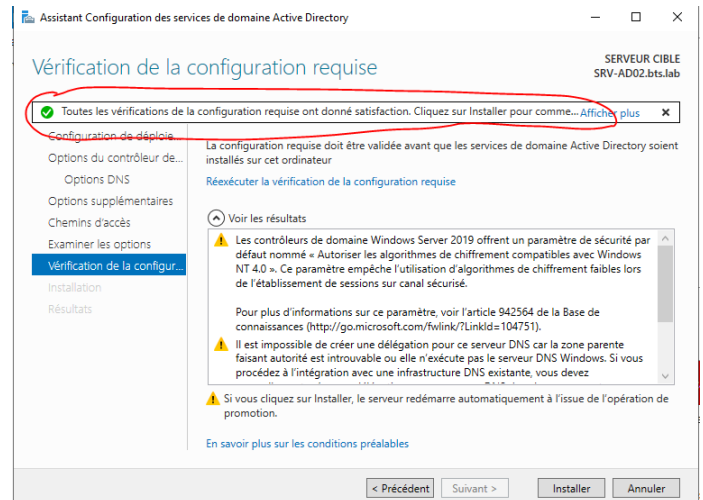 Assistant Configuration des services de domaine Active Directory
Vérification de la configuration requise
SERVEUR CIBLE
SRV-AD02.bts.lab
Toutes les vérifications de la configuration requise ont donné satisfaction. Cliquez sur Installer pour comme... Afficher plus
Configuration de déploie...
Options du contrôleur de...
Options DNS
Options supplémentaires
Chemins d'accès
Examiner les options
Vérification de la configur...
Installation
Résultats
La configuration requise doit être validée avant que les services de domaine Active Directory soient
installés sur cet ordinateur
Réexécuter la vérification de la configuration requise
Voir les résultats
Les contrôleurs de domaine Windows Server 2019 offrent un paramètre de sécurité par
défaut nommé « Autoriser les algorithmes de chiffrement compatibles avec Windows
NT 4.0 ». Ce paramètre empêche l'utilisation d'algorithmes de chiffrement faibles lors
de l'établissement de sessions sur canal sécurisé.
Pour plus d'informations sur ce paramètre, voir l'article 942564 de la Base de
connaissances (http://go.microsoft.com/fwlink/?LinkId=104751).
Il est impossible de créer une délégation pour ce serveur DNS car la zone parente
faisant autorité est introuvable ou elle n'exécute pas le serveur DNS Windows. Si vous
procédez à l'intégration avec une infrastructure DNS existante, vous devez
Si vous cliquez sur Installer, le serveur redémarre automatiquement à l'issue de l'opération de
promotion.
En savoir plus sur les conditions préalables
< Précédent
Suivant >
Installer
Annuler